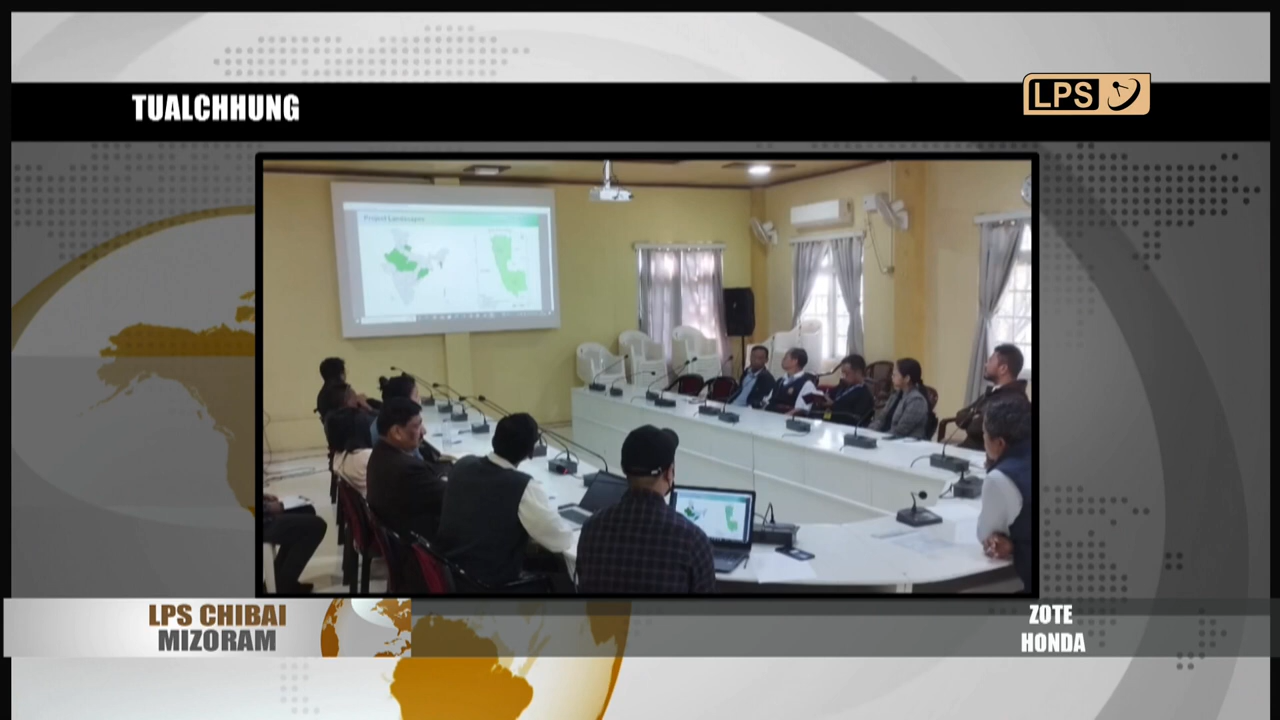 TUALCHHUNG
LPS
Project Landscapes
LPS CHIBAI
MIZORAM
ZOTE
HONDA